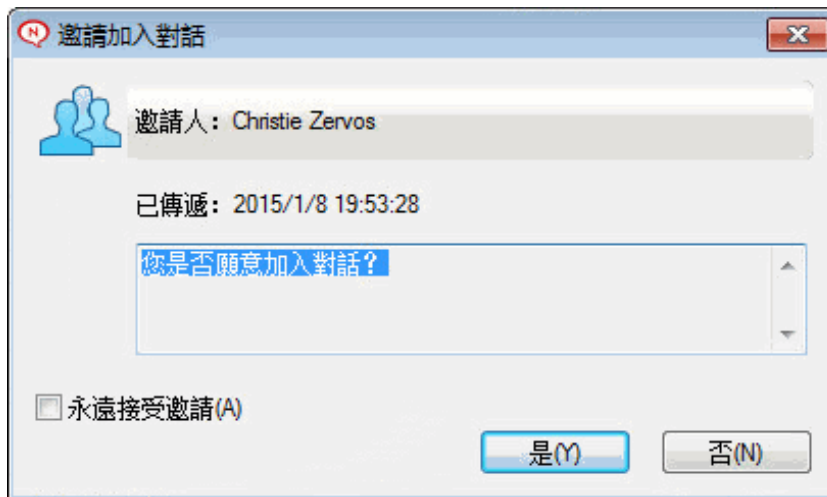 邀請加入對話
邀請人：Christie Zervos
已傳遞：2015/1/8 19:53:28
您是否願意加入對話？
永遠接受邀請(A)
是(Y)
否(N)